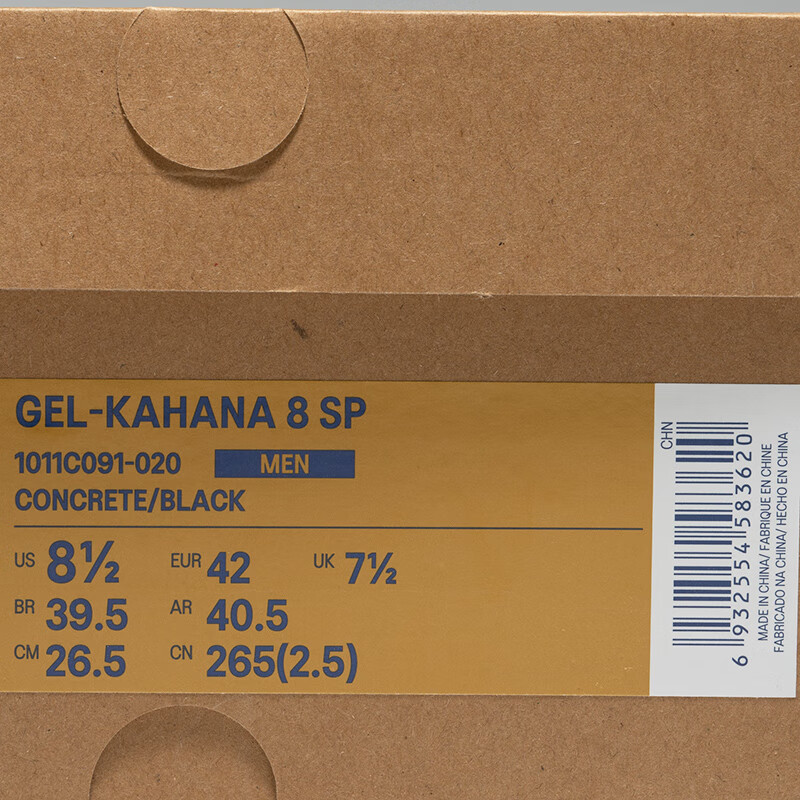 GEL-KAHANA 8 SP
1011C091-020 MEN
CONCRETE/BLACK
US 8½ EUR 42 UK 7½
BR 39.5 AR 40.5
CM 26.5 CN 265(2.5)
CHN
6 932554 583620
MADE IN CHINA/ FABRIQUE EN CHINE
FABRICADO NA CHINA/ HECHO EN CHINA